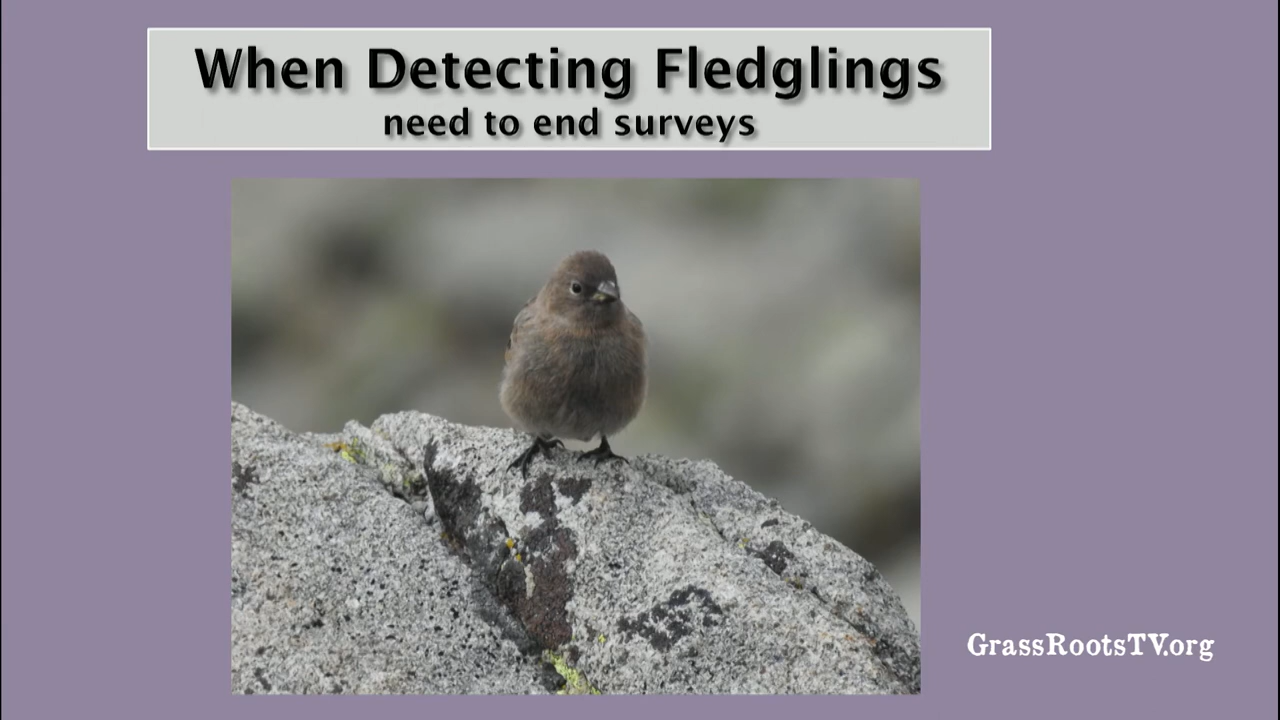 When Detecting Fledglings
need to end surveys
GrassRootsTV.org